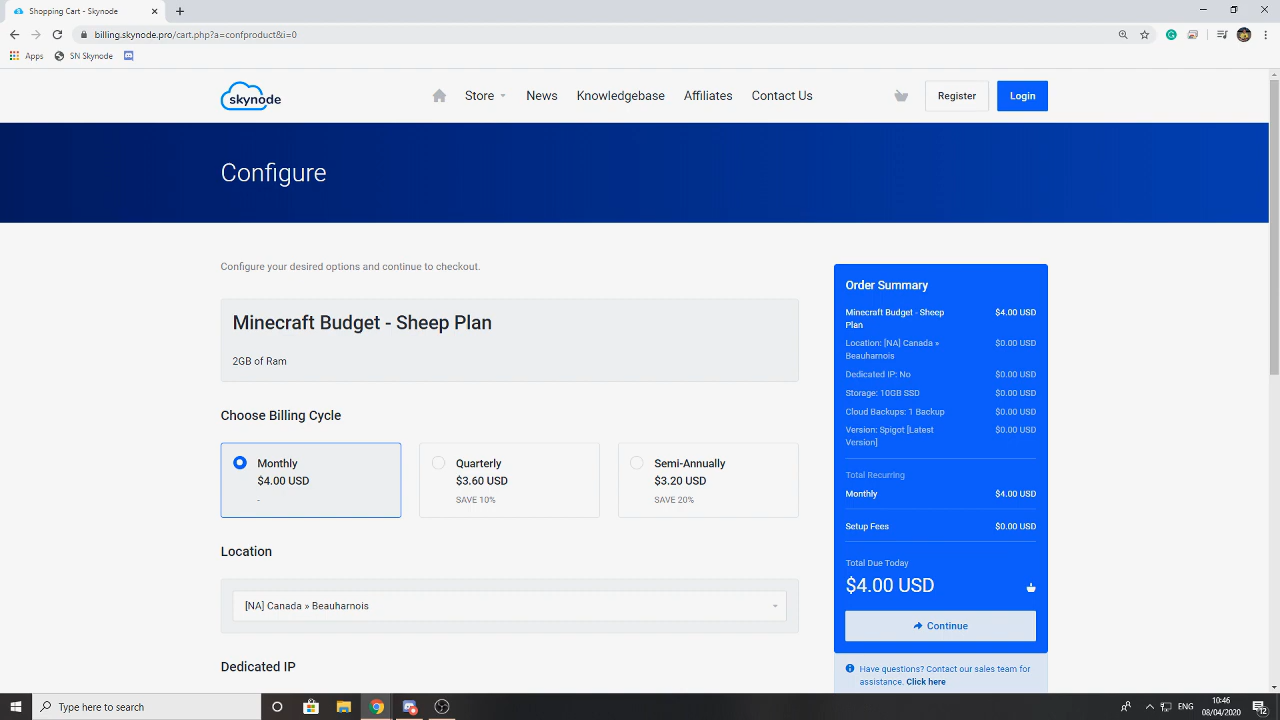 Shopping Cart - Skynode
billing.skynode.pro/cart.php?a=confproduct&i=0
Apps
SN Skynode
skynode
Store
News
Knowledgebase
Affiliates
Contact Us
Register
Login
Configure
Configure your desired options and continue to checkout.
Minecraft Budget - Sheep Plan
2GB of Ram
Choose Billing Cycle
Monthly
$4.00 USD
-
Quarterly
$3.60 USD
SAVE 10%
Semi-Annually
$3.20 USD
SAVE 20%
Location
[NA] Canada » Beauharnois
Dedicated IP
Order Summary
Minecraft Budget - Sheep $4.00 USD
Plan
Location: [NA] Canada » $0.00 USD
Beauharnois
Dedicated IP: No $0.00 USD
Storage: 10GB SSD $0.00 USD
Cloud Backups: 1 Backup $0.00 USD
Version: Spigot [Latest $0.00 USD
Version]
Total Recurring
Monthly $4.00 USD
Setup Fees $0.00 USD
Total Due Today
$4.00 USD
Continue
Have questions? Contact our sales team for
assistance. Click here
Type here to search
ENG
10:46
08/04/2020